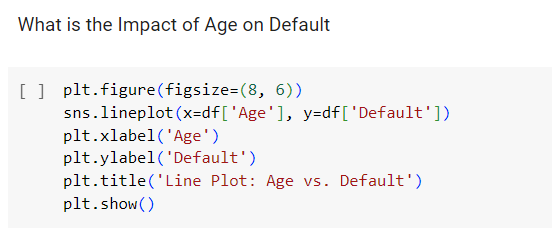 What is the Impact of Age on Default
[ ] plt.figure(figsize=(8, 6))
sns.lineplot(x=df['Age'], y=df['Default'])
plt.xlabel('Age')
plt.ylabel('Default')
plt.title('Line Plot: Age vs. Default')
plt.show()